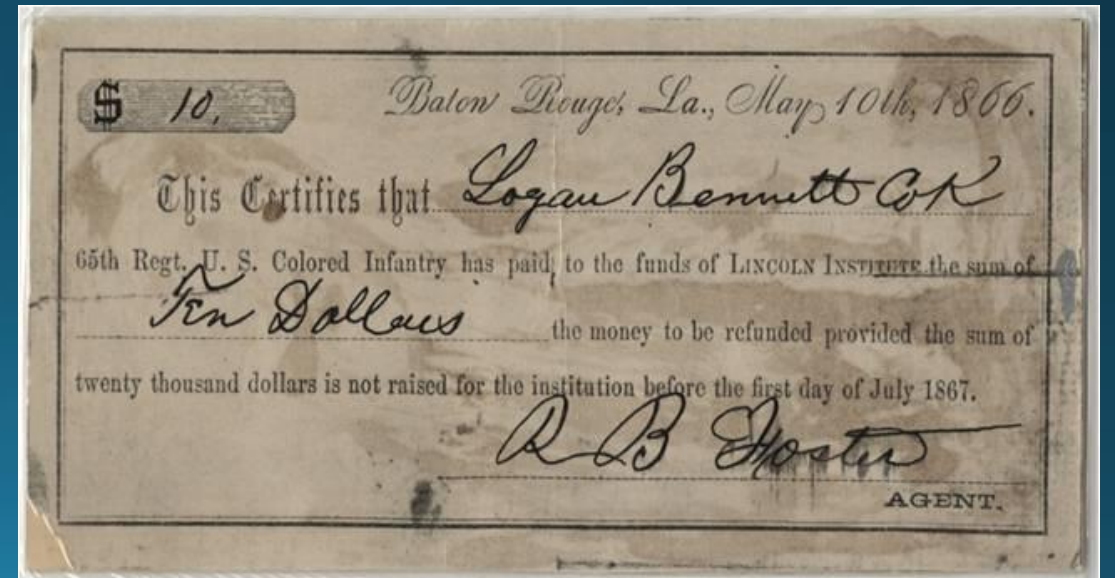 $ 10,
Baton Rouge, La., May 10th, 1866.
This Certifies that Logan Bennett Co K
65th Regt. U. S. Colored Infantry has paid to the funds of LINCOLN INSTITUTE the sum of
Ten Dollars the money to be refunded provided the sum of
twenty thousand dollars is not raised for the institution before the first day of July 1867.
R B Foster
AGENT.